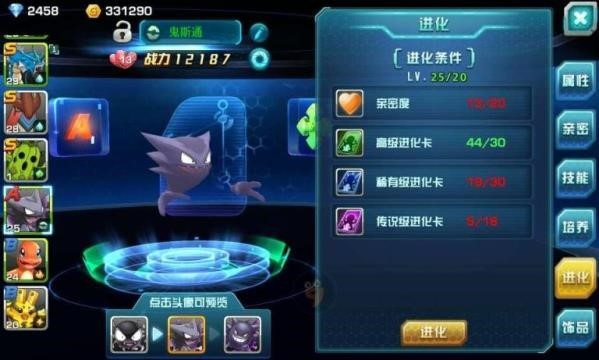 2458
331290
鬼斯通
13
战力12187
S
29
S
28
S
1
A
25
B
24
B
20
A
点击头像可预览
进化
进化条件
LV. 25/20
亲密度 13/20
高级进化卡 44/30
稀有级进化卡 19/30
传说级进化卡 5/18
进化
属性
亲密
技能
培养
进化
饰品